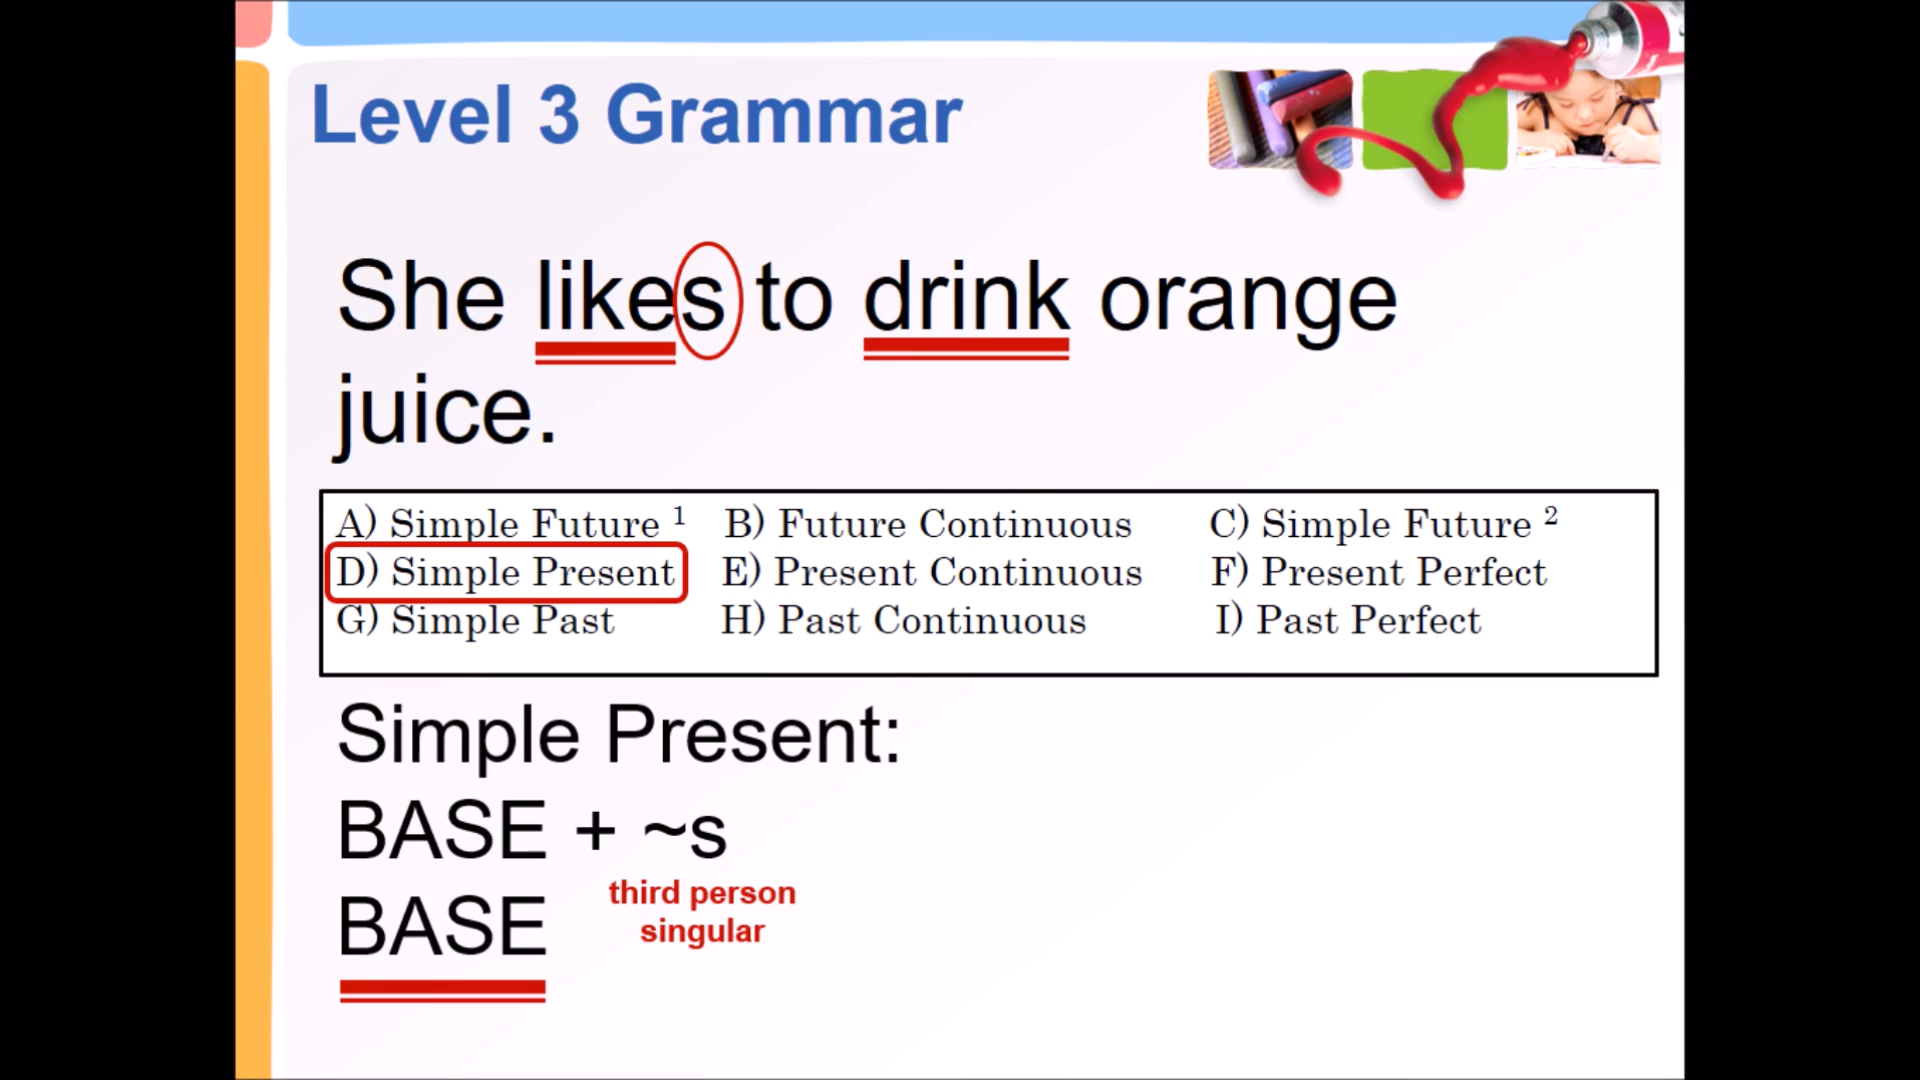 Level 3 Grammar
She likes to drink orange
juice.
A) Simple Future ¹ B) Future Continuous C) Simple Future ²
D) Simple Present E) Present Continuous F) Present Perfect
G) Simple Past H) Past Continuous I) Past Perfect
Simple Present:
BASE + ~s
third person
singular
BASE